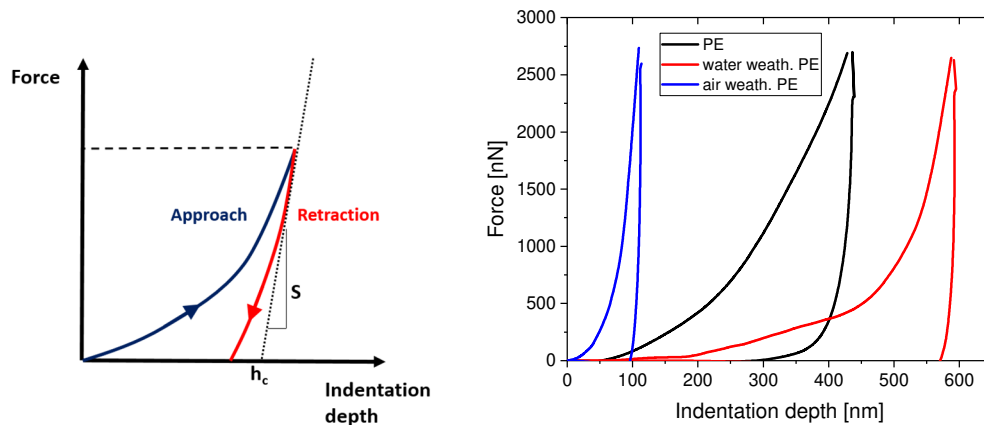 Force
Approach
Retraction
S
h_c
Indentation
depth
PE
water weath. PE
air weath. PE
Force [nN]
3000
2500
2000
1500
1000
500
0
0 100 200 300 400 500 600
Indentation depth [nm]